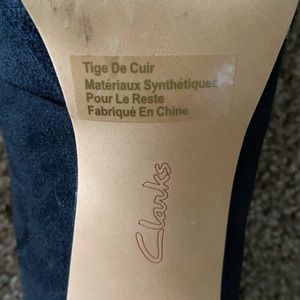 Tige De Cuir
Matériaux Synthétiques
Pour Le Reste
Fabriqué En Chine
Clarks